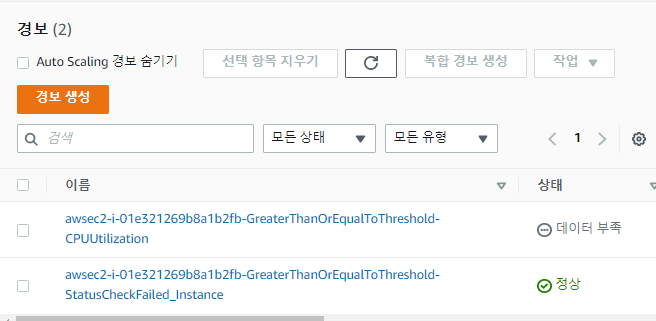 경보 (2)
Auto Scaling 경보 숨기기
선택 항목 지우기
복합 경보 생성
작업
경보 생성
검색
모든 상태
모든 유형
1
이름
상태
awsec2-i-01e321269b8a1b2fb-GreaterThanOrEqualToThreshold-
CPUUtilization
데이터 부족
awsec2-i-01e321269b8a1b2fb-GreaterThanOrEqualToThreshold-
StatusCheckFailed_Instance
정상